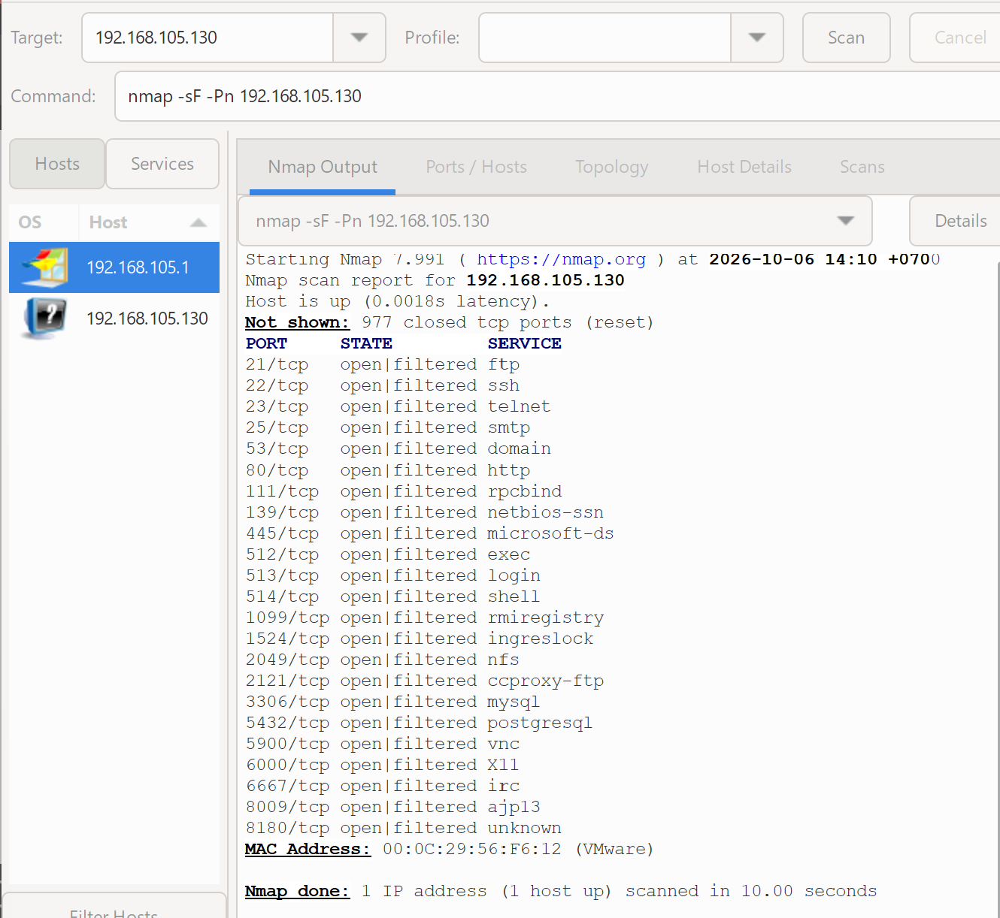 Target: 192.168.105.130 Profile: Scan Cancel
Command: nmap -sF -Pn 192.168.105.130
Hosts Services
Nmap Output Ports / Hosts Topology Host Details Scans
OS Host
192.168.105.1
192.168.105.130
nmap -sF -Pn 192.168.105.130 Details
Starting Nmap 7.991 ( https://nmap.org ) at 2026-10-06 14:10 +0700
Nmap scan report for 192.168.105.130
Host is up (0.0018s latency).
Not shown: 977 closed tcp ports (reset)
PORT STATE SERVICE
21/tcp open|filtered ftp
22/tcp open|filtered ssh
23/tcp open|filtered telnet
25/tcp open|filtered smtp
53/tcp open|filtered domain
80/tcp open|filtered http
111/tcp open|filtered rpcbind
139/tcp open|filtered netbios-ssn
445/tcp open|filtered microsoft-ds
512/tcp open|filtered exec
513/tcp open|filtered login
514/tcp open|filtered shell
1099/tcp open|filtered rmiregistry
1524/tcp open|filtered ingreslock
2049/tcp open|filtered nfs
2121/tcp open|filtered ccproxy-ftp
3306/tcp open|filtered mysql
5432/tcp open|filtered postgresql
5900/tcp open|filtered vnc
6000/tcp open|filtered X11
6667/tcp open|filtered irc
8009/tcp open|filtered ajp13
8180/tcp open|filtered unknown
MAC Address: 00:0C:29:56:F6:12 (VMware)
Nmap done: 1 IP address (1 host up) scanned in 10.00 seconds
Filter Hosts